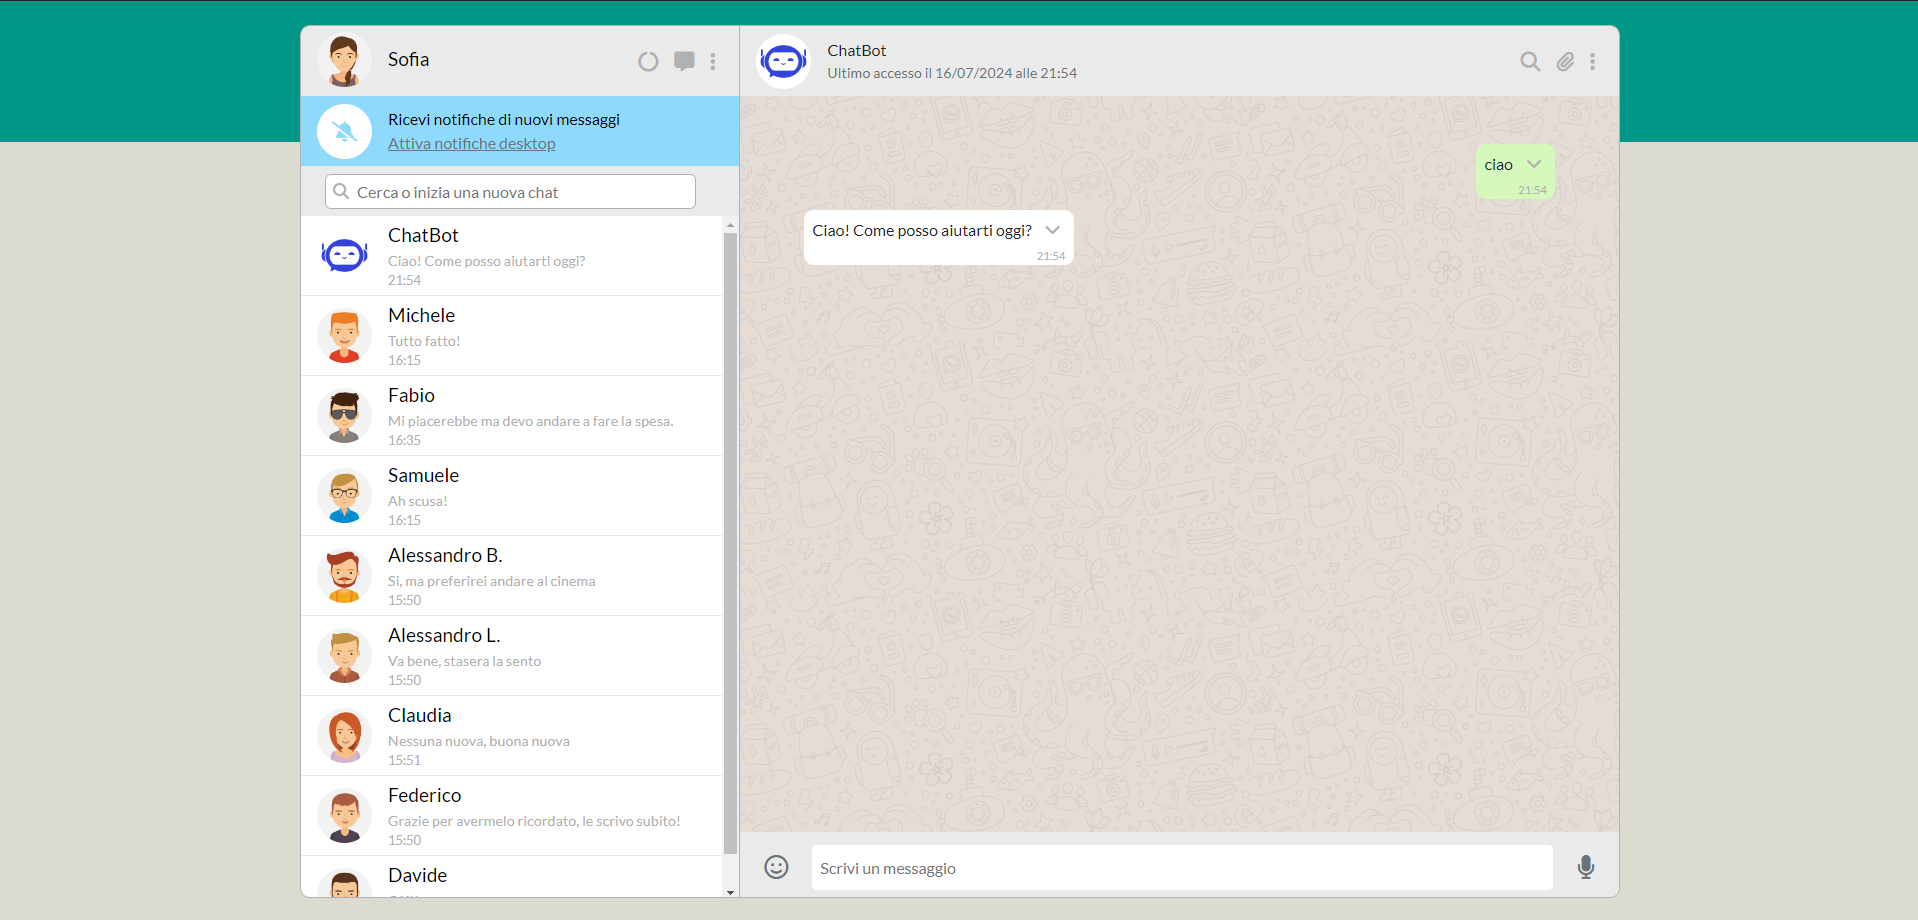 Sofia
Ricevi notifiche di nuovi messaggi
Attiva notifiche desktop
Cerca o inizia una nuova chat
ChatBot
Ciao! Come posso aiutarti oggi?
21:54
Michele
Tutto fatto!
16:15
Fabio
Mi piacerebbe ma devo andare a fare la spesa.
16:35
Samuele
Ah scusa!
16:15
Alessandro B.
Si, ma preferirei andare al cinema
15:50
Alessandro L.
Va bene, stasera la sento
15:50
Claudia
Nessuna nuova, buona nuova
15:51
Federico
Grazie per avermelo ricordato, le scrivo subito!
15:50
Davide
ChatBot
Ultimo accesso il 16/07/2024 alle 21:54
ciao
21:54
Ciao! Come posso aiutarti oggi?
21:54
Scrivi un messaggio